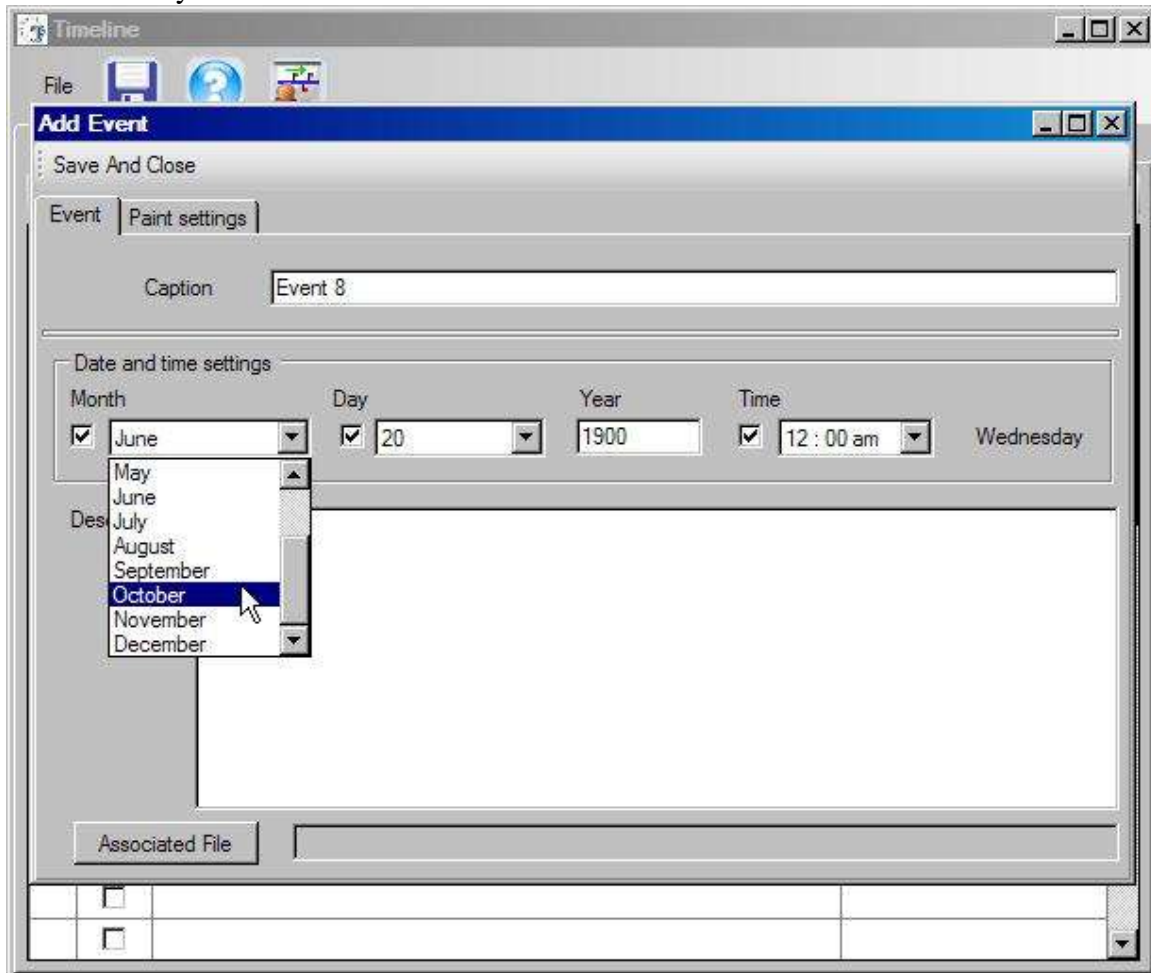 Timeline
File
Add Event
Save And Close
Event Paint settings
Caption Event 8
Date and time settings
Month Day Year Time
June 20 1900 12 : 00 am Wednesday
May
June
July
August
September
October
November
December
Associated File